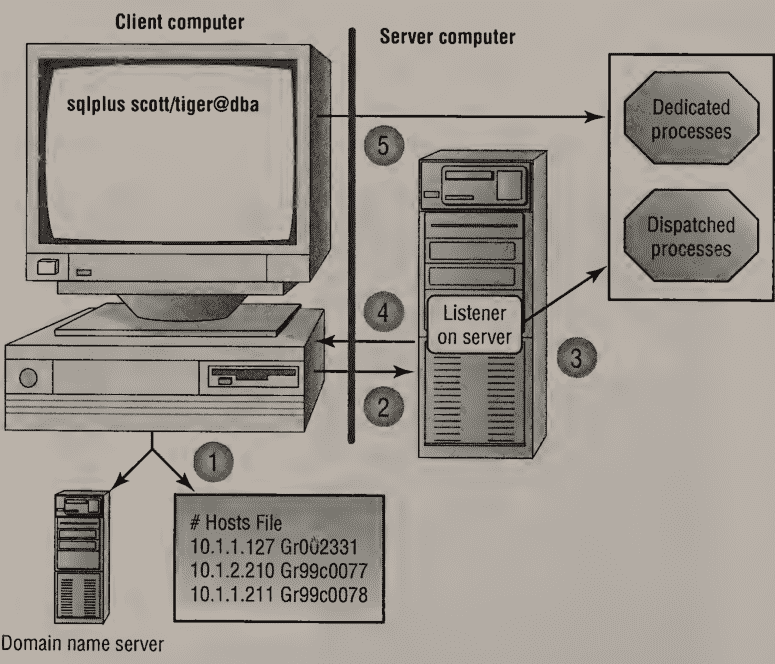 Client computer
Server computer
sqlplus scott/tiger@dba
Dedicated
processes
5
Dispatched
processes
4
Listener
on server
3
2
1
# Hosts File
10.1.1.127 Gr002331
10.1.2.210 Gr99c0077
10.1.1.211 Gr99c0078
Domain name server